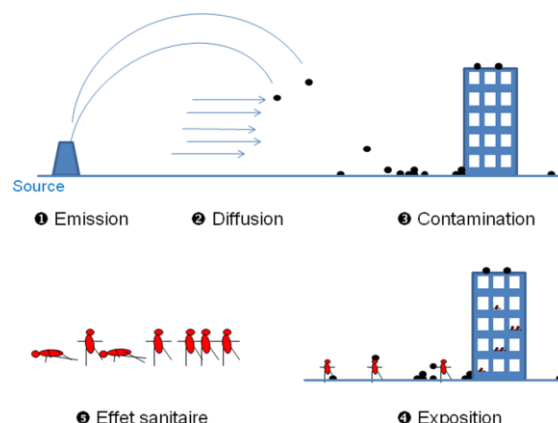 Source
❶ Emission
❷ Diffusion
❸ Contamination
❺ Effet sanitaire
❹ Exposition